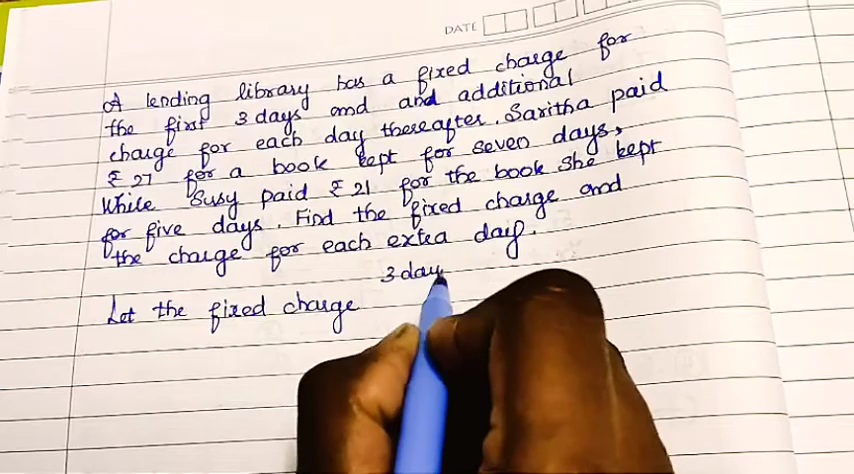 DATE
A lending library has a fixed charge for
the first 3 days and and additional
charge for each day thereafter. Saritha paid
₹ 27 for a book kept for seven days,
While Susy paid ₹ 21 for the book she kept
for five days. Find the fixed charge and
the charge for each extra day.
3 day
Let the fixed charge